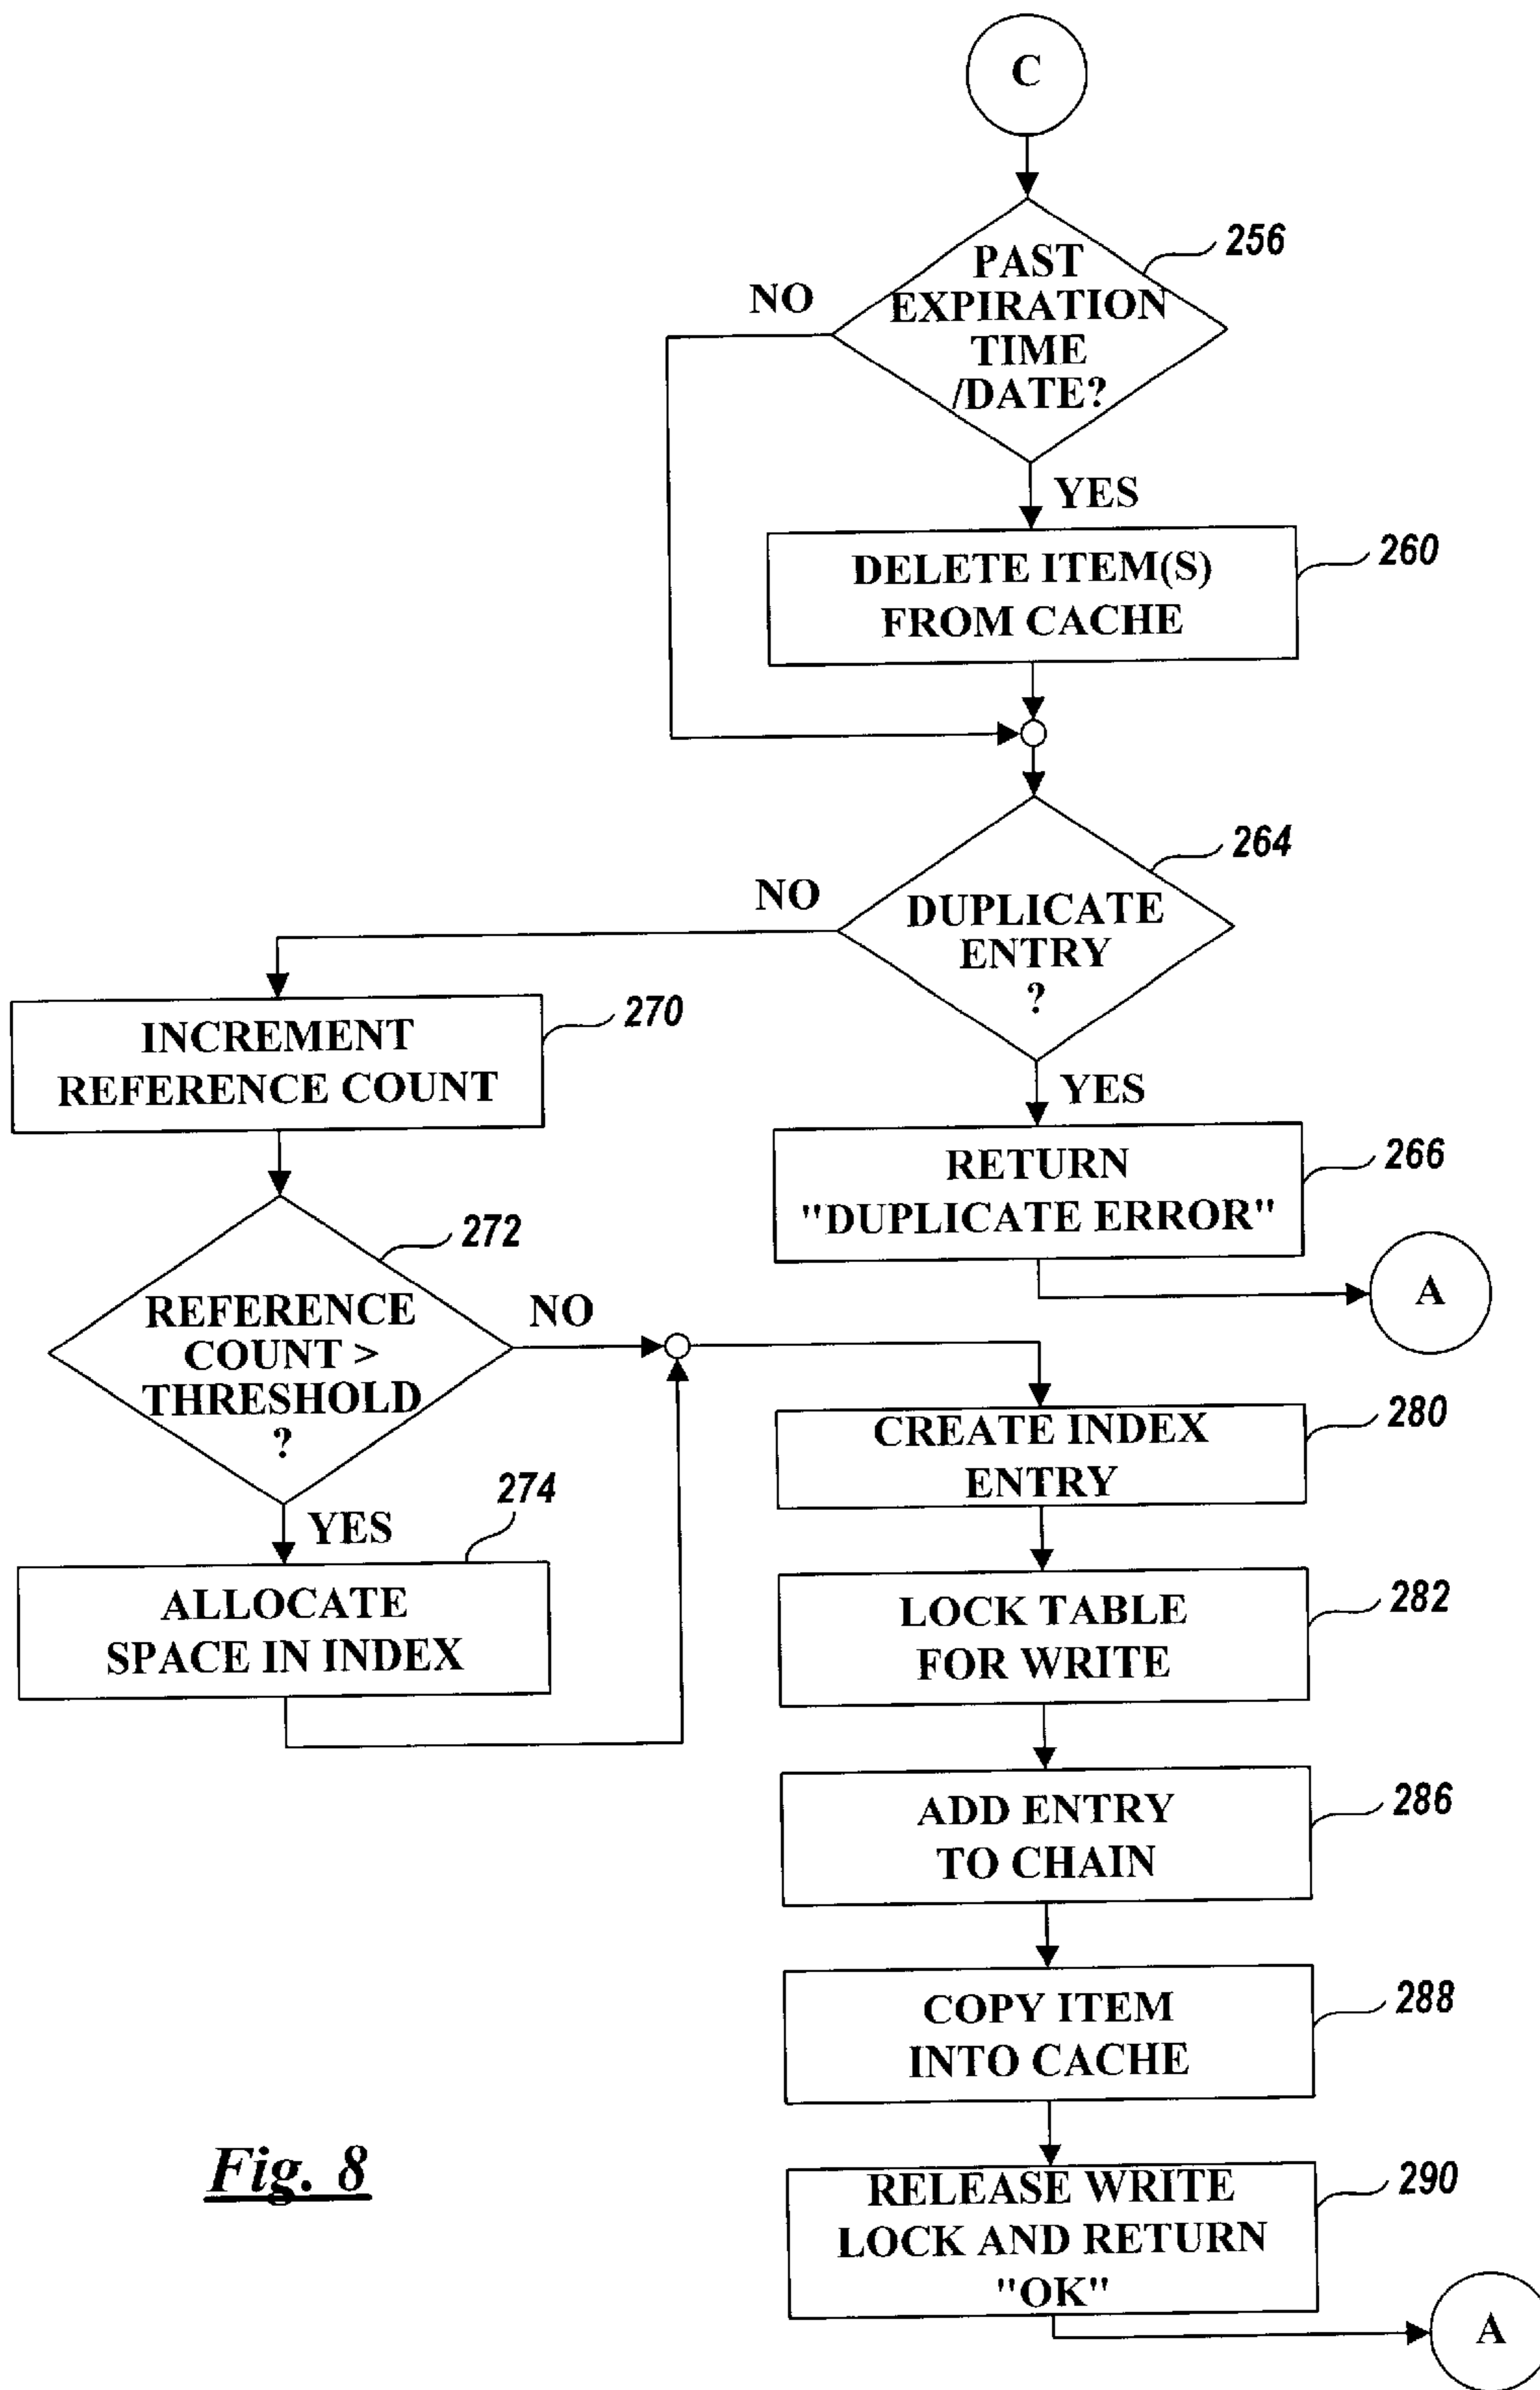 C
256
PAST
NO
EXPIRATION
TIME
/DATE?
YES
260
DELETE ITEM(S)
FROM CACHE
264
NO
DUPLICATE
ENTRY
?
270
INCREMENT
REFERENCE COUNT
YES
266
RETURN
"DUPLICATE ERROR"
A
272
REFERENCE
COUNT >
THRESHOLD
?
NO
YES
274
ALLOCATE
SPACE IN INDEX
280
CREATE INDEX
ENTRY
282
LOCK TABLE
FOR WRITE
286
ADD ENTRY
TO CHAIN
288
COPY ITEM
INTO CACHE
290
RELEASE WRITE
LOCK AND RETURN
"OK"
A
Fig. 8